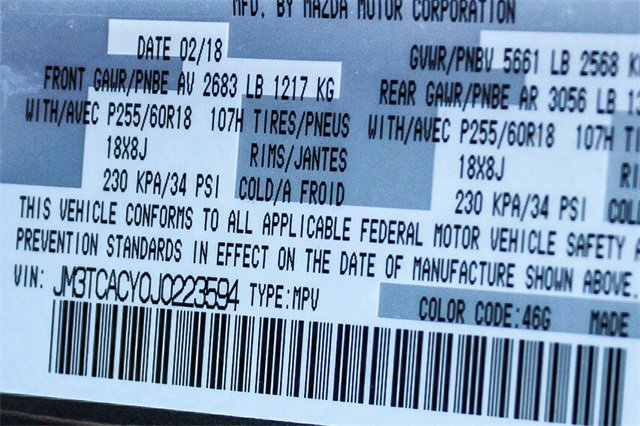 MFD. BY MAZDA MOTOR CORPORATION
DATE 02/18 GVWR/PNBV 5661 LB 2568
FRONT GAWR/PNBE AV 2683 LB 1217 KG REAR GAWR/PNBE AR 3056 LB
WITH/AVEC P255/60R18 107H TIRES/PNEUS WITH/AVEC P255/60R18 107H
18X8J RIMS/JANTES 18X8J
230 KPA/34 PSI COLD/A FROID 230 KPA/34 PSI
THIS VEHICLE CONFORMS TO ALL APPLICABLE FEDERAL MOTOR VEHICLE SAFETY
PREVENTION STANDARDS IN EFFECT ON THE DATE OF MANUFACTURE SHOWN ABOVE.
VIN: JM3TCACY0J0223594 TYPE:MPV COLOR CODE:46G MADE